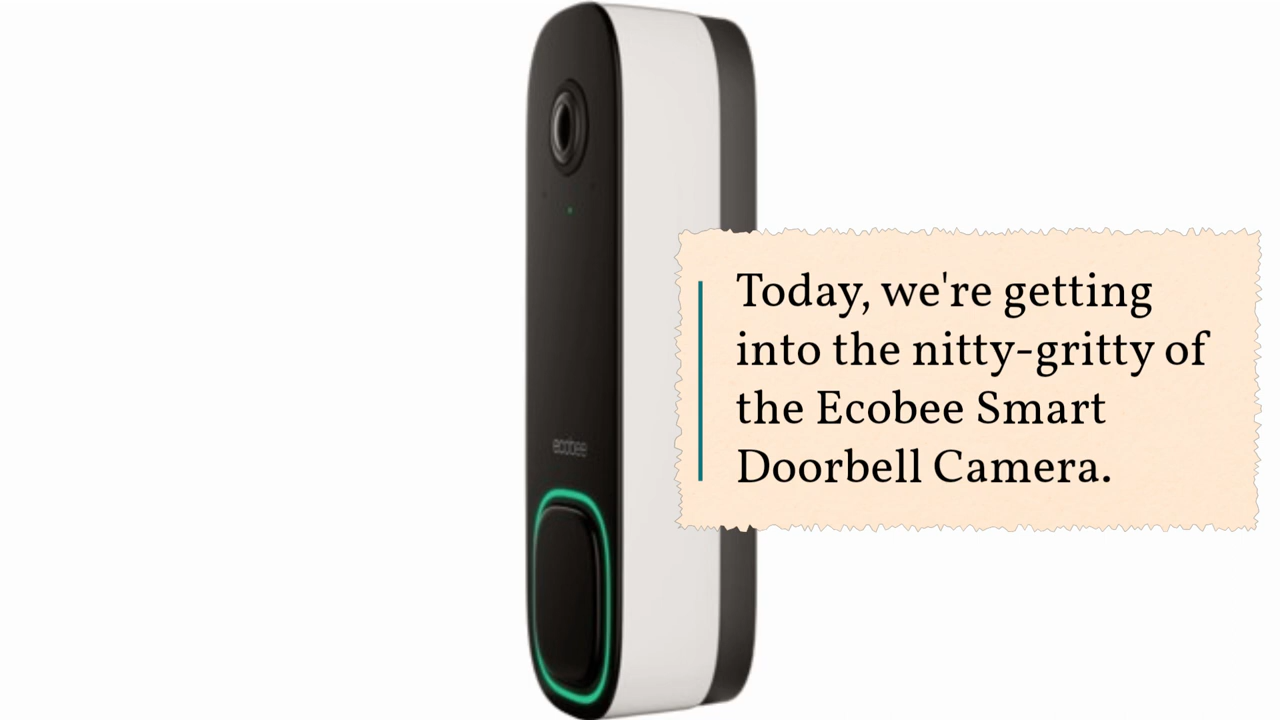 ecobee
Today, we're getting
into the nitty-gritty of
the Ecobee Smart
Doorbell Camera.